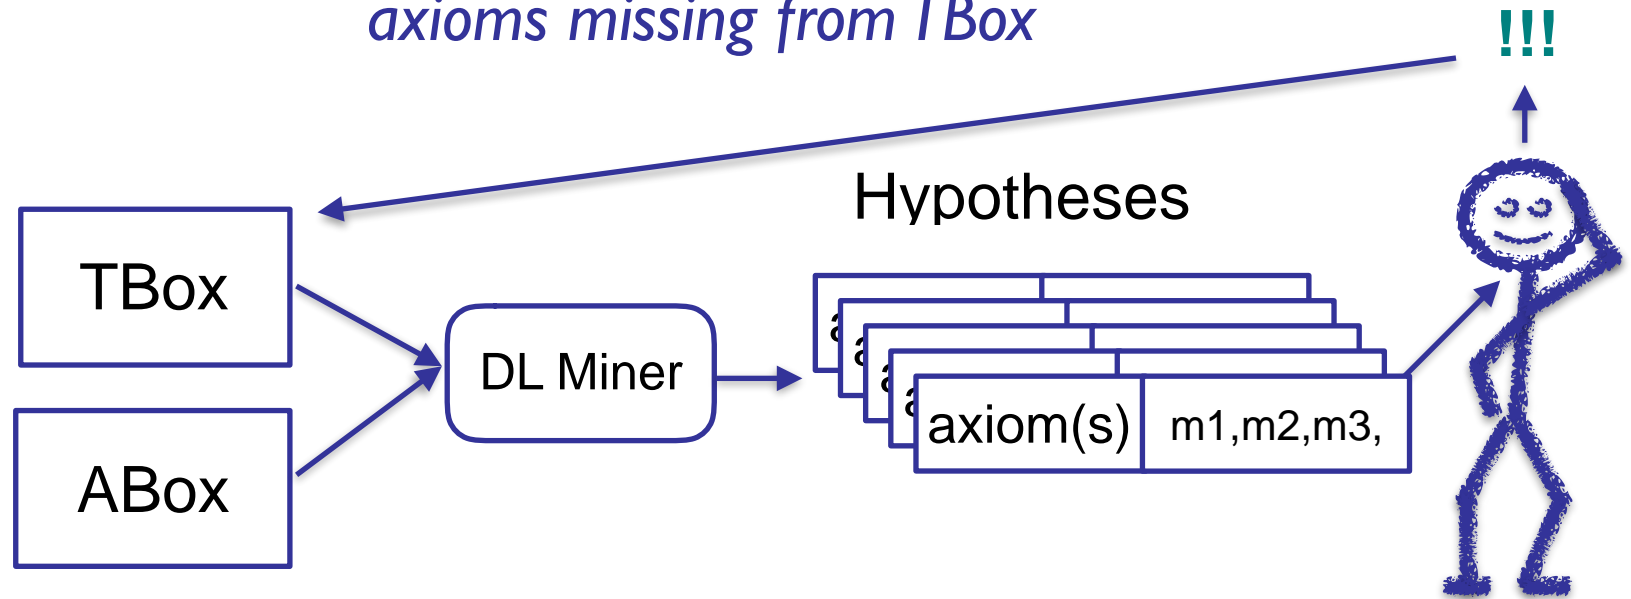 axioms missing from TBox
!!!
Hypotheses
TBox
DL Miner
axiom(s) m1,m2,m3,
ABox